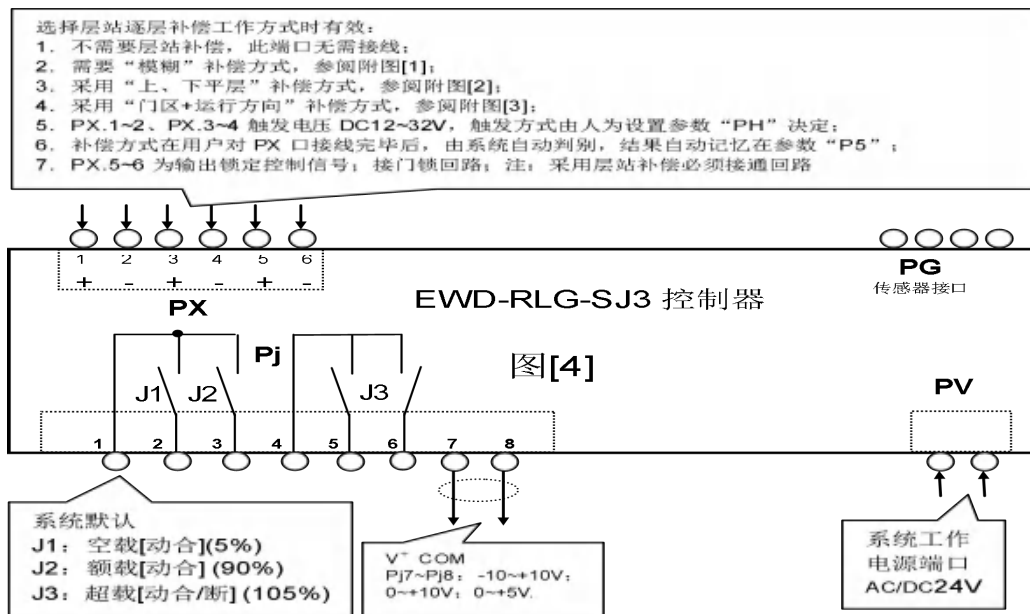 选择层站逐层补偿工作方式时有效:
1. 不需要层站补偿, 此端口无需接线;
2. 需要“模糊”补偿方式, 参阅附图[1];
3. 采用“上、下平层”补偿方式, 参阅附图[2];
4. 采用“门区+运行方向”补偿方式, 参阅附图[3];
5. PX.1~2、PX.3~4 触发电压 DC12~32V, 触发方式由人为设置参数“PH”决定;
6. 补偿方式在用户对 PX 口接线完毕后, 由系统自动判别, 结果自动记忆在参数“P5”;
7. PX.5~6 为输出锁定控制信号; 接门锁回路; 注: 采用层站补偿必须接通回路
1 2 3 4 5 6
+ - + - + -
PX
PG
传感器接口
EWD-RLG-SJ3 控制器
图[4]
Pj
J1 J2 J3
PV
1 2 3 4 5 6 7 8
系统默认
J1: 空载[动合](5%)
J2: 额载[动合] (90%)
J3: 超载[动合/断] (105%)
V⁺ COM
Pj7~Pj8: -10~+10V;
0~+10V; 0~+5V.
系统工作
电源端口
AC/DC24V